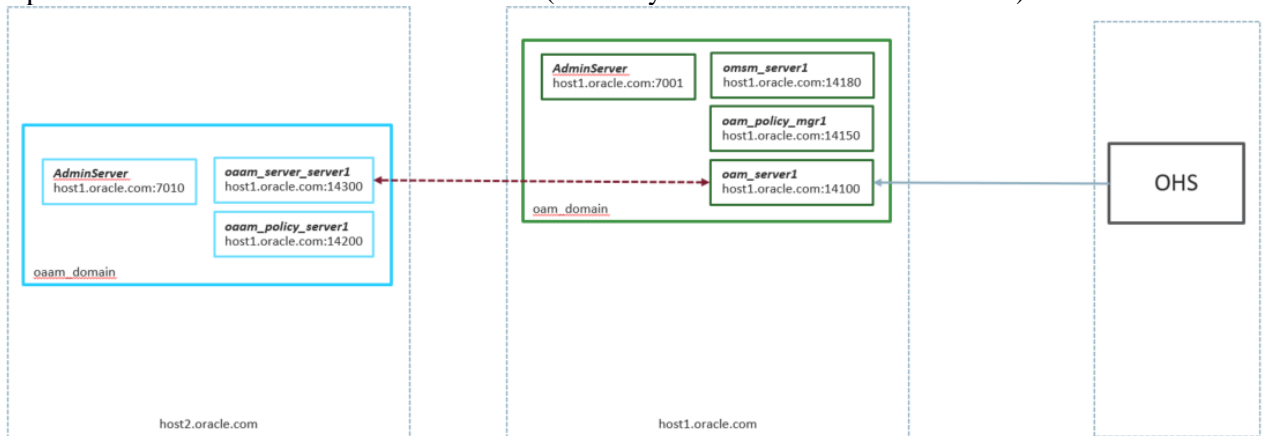 AdminServer
host1.oracle.com:7010
oaam_server_server1
host1.oracle.com:14300
oaam_policy_server1
host1.oracle.com:14200
oaam_domain
host2.oracle.com
AdminServer
host1.oracle.com:7001
omsm_server1
host1.oracle.com:14180
oam_policy_mgr1
host1.oracle.com:14150
oam_server1
host1.oracle.com:14100
oam_domain
host1.oracle.com
OHS